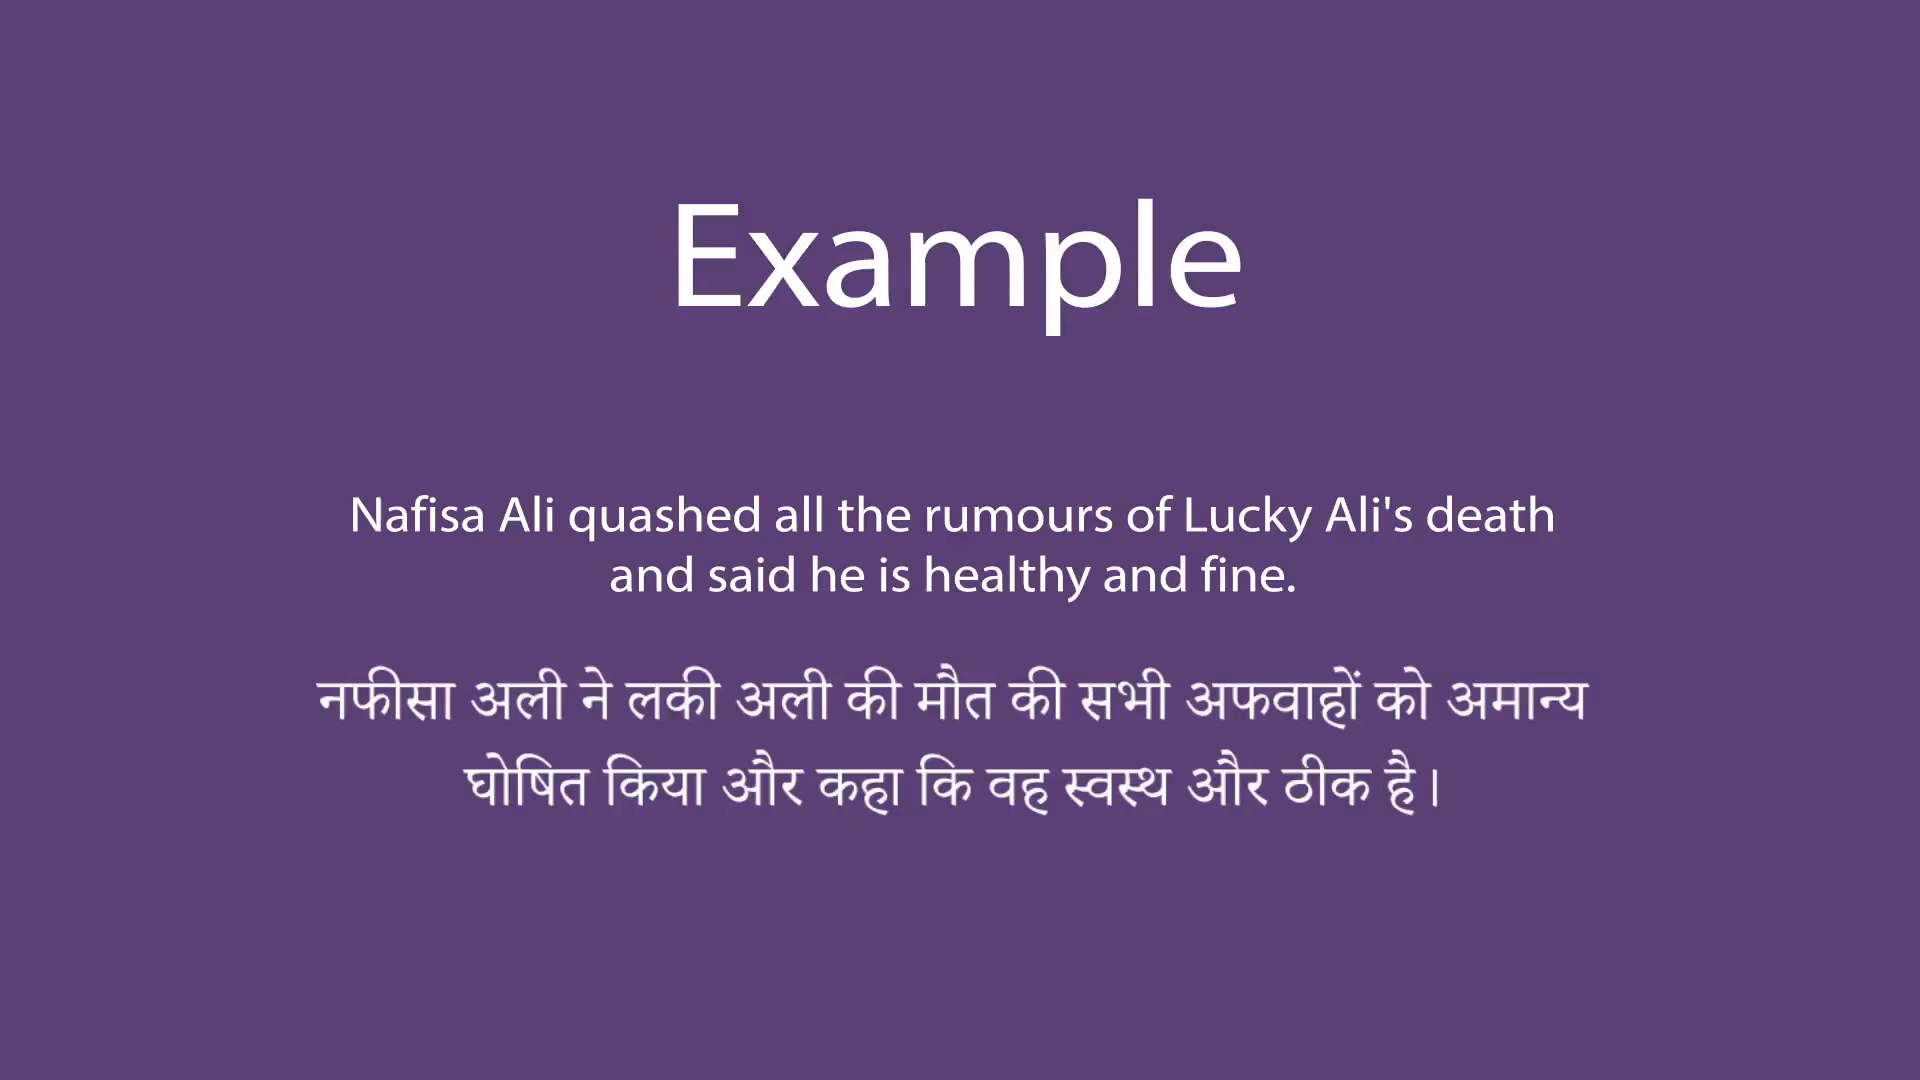 Example
Nafisa Ali quashed all the rumours of Lucky Ali's death
and said he is healthy and fine.
नफीसा अली ने लकी अली की मौत की सभी अफवाहों को अमान्य
घोषित किया और कहा कि वह स्वस्थ और ठीक है।